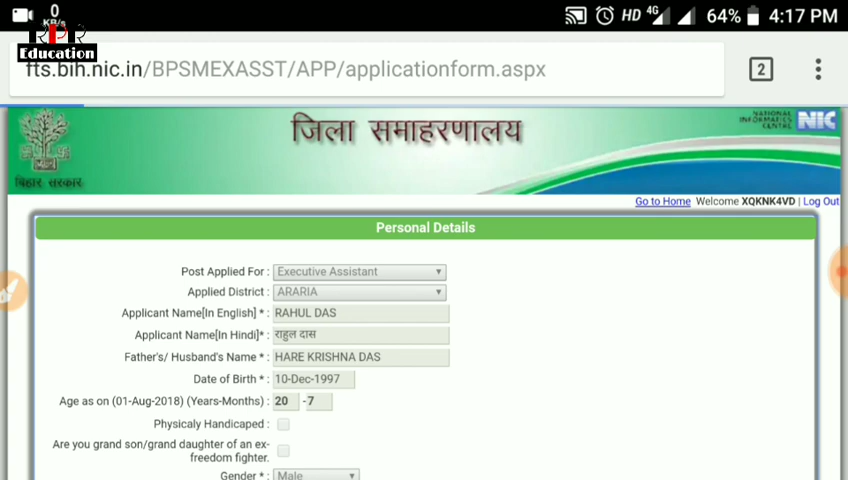 0
KB/s
HD 4G 64% 4:17 PM
RPR
Education
fts.bih.nic.in/BPSMEXASST/APP/applicationform.aspx
2
जिला समाहरणालय
NATIONAL
INFORMATICS
CENTRE
NIC
बिहार सरकार
Go to Home Welcome XQKNK4VD | Log Out
Personal Details
Post Applied For : Executive Assistant
Applied District : ARARIA
Applicant Name[In English] * : RAHUL DAS
Applicant Name[In Hindi]* : राहुल दास
Father's/ Husband's Name * : HARE KRISHNA DAS
Date of Birth * : 10-Dec-1997
Age as on (01-Aug-2018) (Years-Months) : 20 -7
Physicaly Handicaped :
Are you grand son/grand daughter of an ex-
freedom fighter.
Gender * : Male